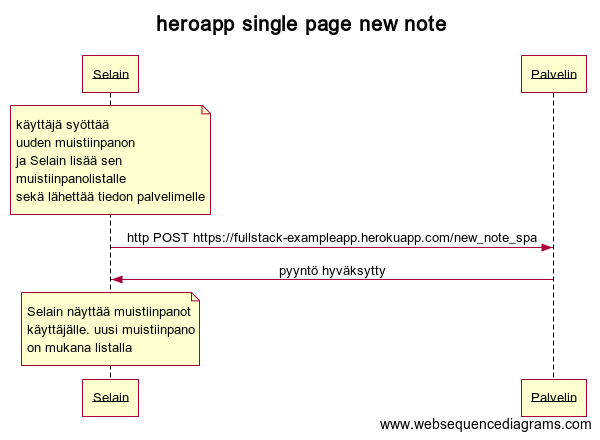 heroapp single page new note
Selain
Palvelin
käyttäjä syöttää
uuden muistiinpanon
ja Selain lisää sen
muistiinpanolistalle
sekä lähettää tiedon palvelimelle
http POST https://fullstack-exampleapp.herokuapp.com/new_note_spa
pyyntö hyväksytty
Selain näyttää muistiinpanot
käyttäjälle. uusi muistiinpano
on mukana listalla
Selain
Palvelin
www.websequencediagrams.com